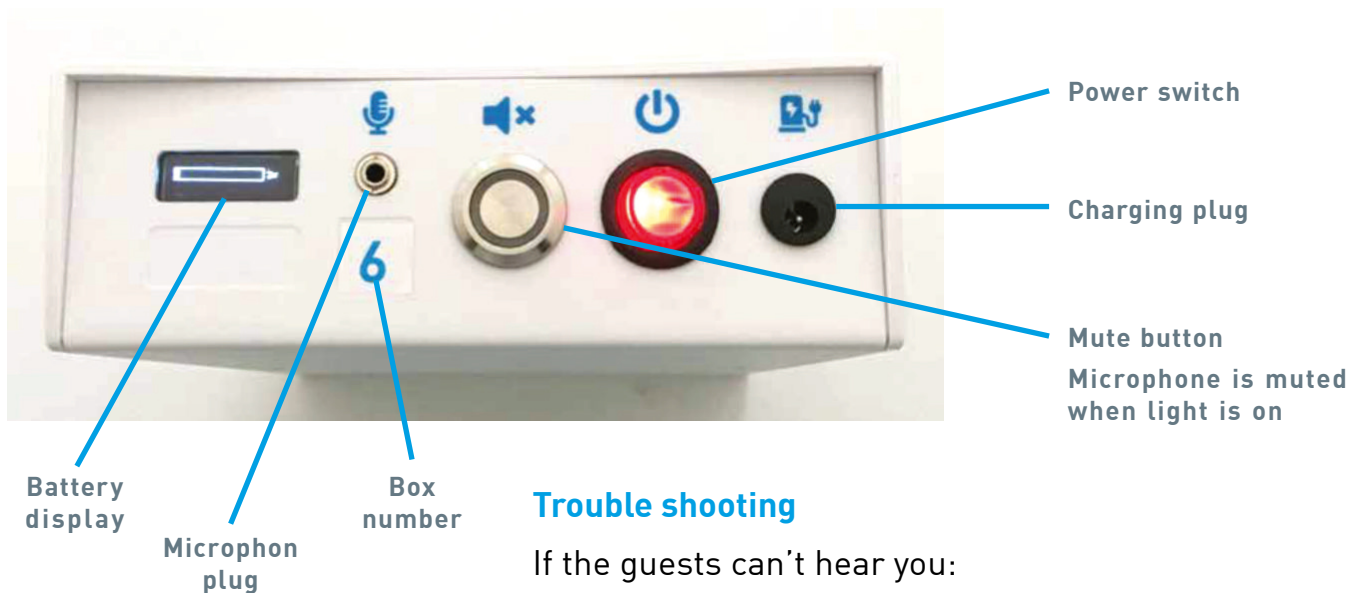 Power switch
Charging plug
6
Mute button
Microphone is muted
when light is on
Battery
display
Microphon
plug
Box
number
Trouble shooting
If the guests can’t hear you: